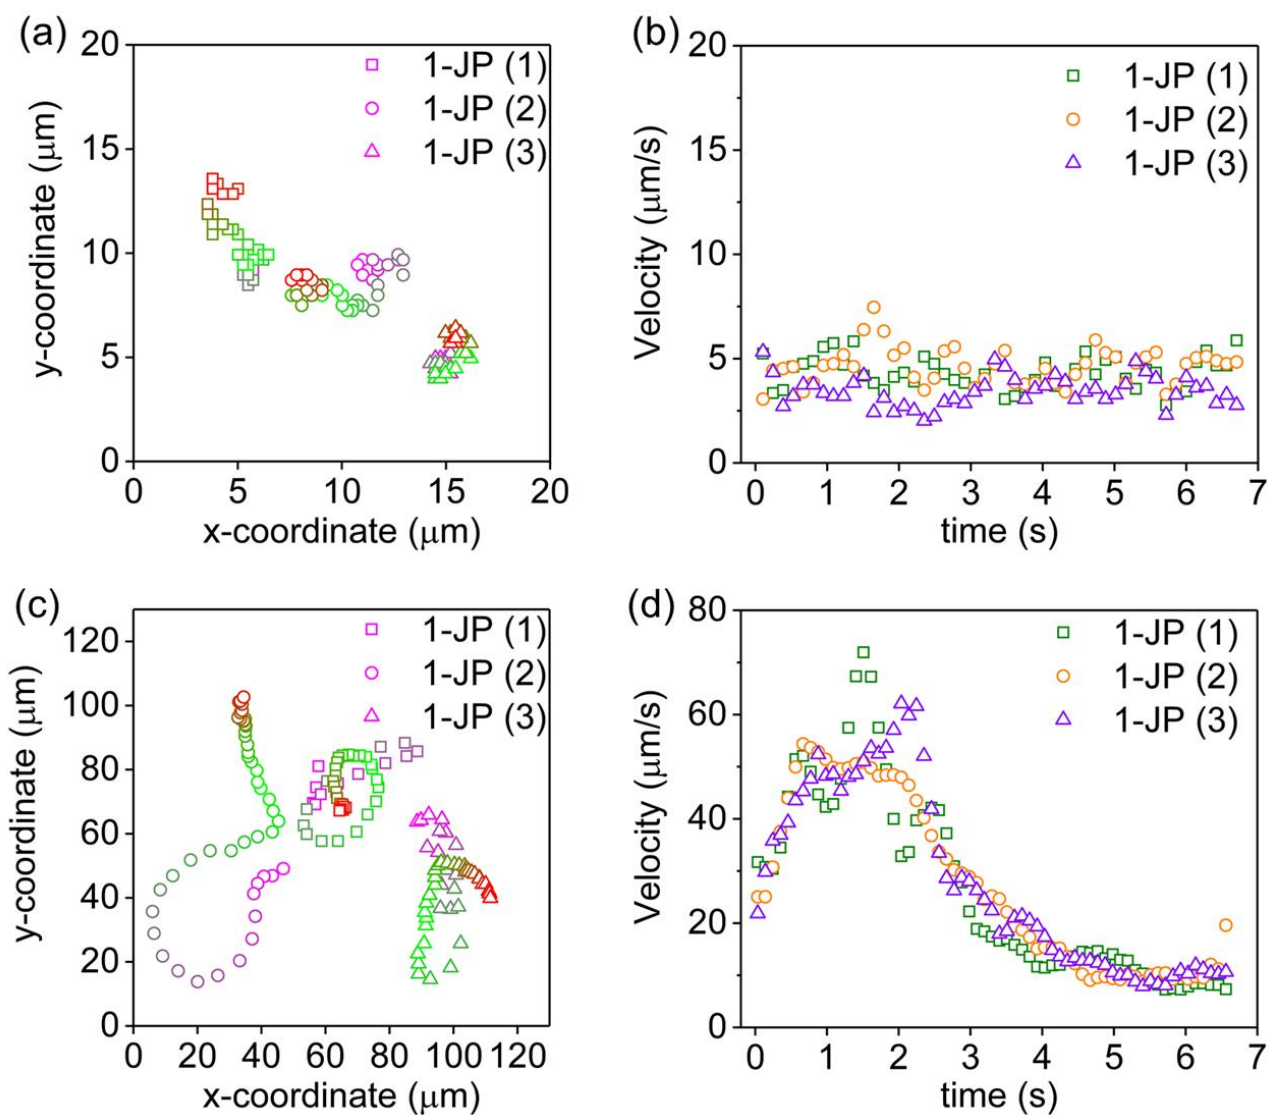 (a)
20
15
10
5
0
y-coordinate (μm)
1-JP (1)
1-JP (2)
1-JP (3)
0 5 10 15 20
x-coordinate (μm)
(b)
20
15
10
5
0
Velocity (μm/s)
1-JP (1)
1-JP (2)
1-JP (3)
0 1 2 3 4 5 6 7
time (s)
(c)
120
100
80
60
40
20
0
y-coordinate (μm)
1-JP (1)
1-JP (2)
1-JP (3)
0 20 40 60 80 100 120
x-coordinate (μm)
(d)
80
60
40
20
0
Velocity (μm/s)
1-JP (1)
1-JP (2)
1-JP (3)
0 1 2 3 4 5 6 7
time (s)